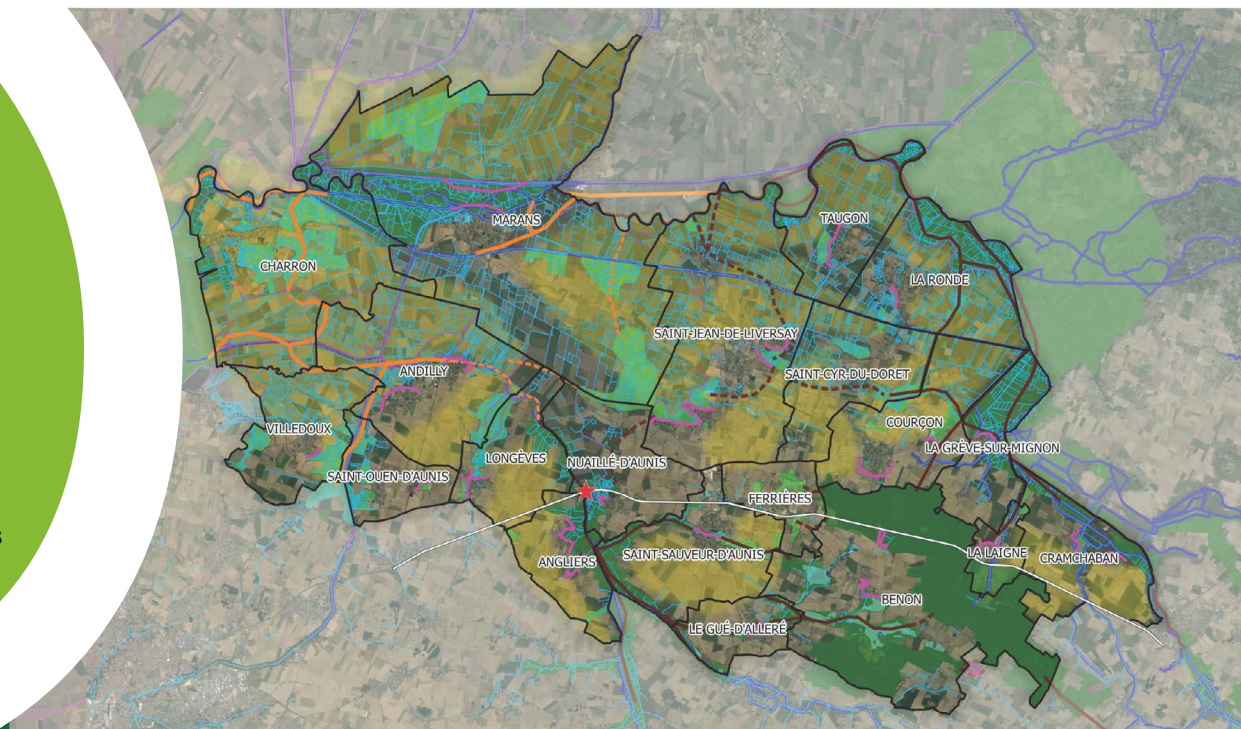 MARANS
TAUGON
CHARRON
LA RONDE
SAINT-JEAN-DE-LIVERSAY
ANDILLY
SAINT-CYR-DU-DORET
COURÇON
VILLEDOUX
LA GRÈVE-SUR-MIGNON
LONGÈVES
NUAILLÉ-D'AUNIS
SAINT-OUEN-D'AUNIS
FERRIÈRES
s
SAINT-SAUVEUR-D'AUNIS
LA LAIGNE
CRAMCHABAN
ANGLIERS
BENON
LE GUÉ-D'ALLERÉ